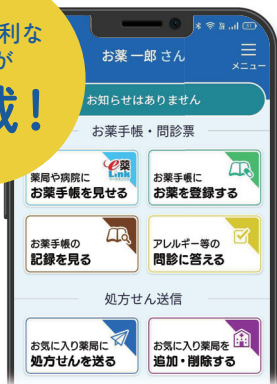 利な
が
載!
お薬一郎 さん
メニュー
お知らせはありません
お薬手帳・問診票
e薬
Link
薬局や病院に
お薬手帳を見せる
お薬手帳に
お薬を登録する
お薬手帳の
記録を見る
アレルギー等の
問診に答える
処方せん送信
お気に入り薬局に
処方せんを送る
お気に入り薬局を
追加・削除する